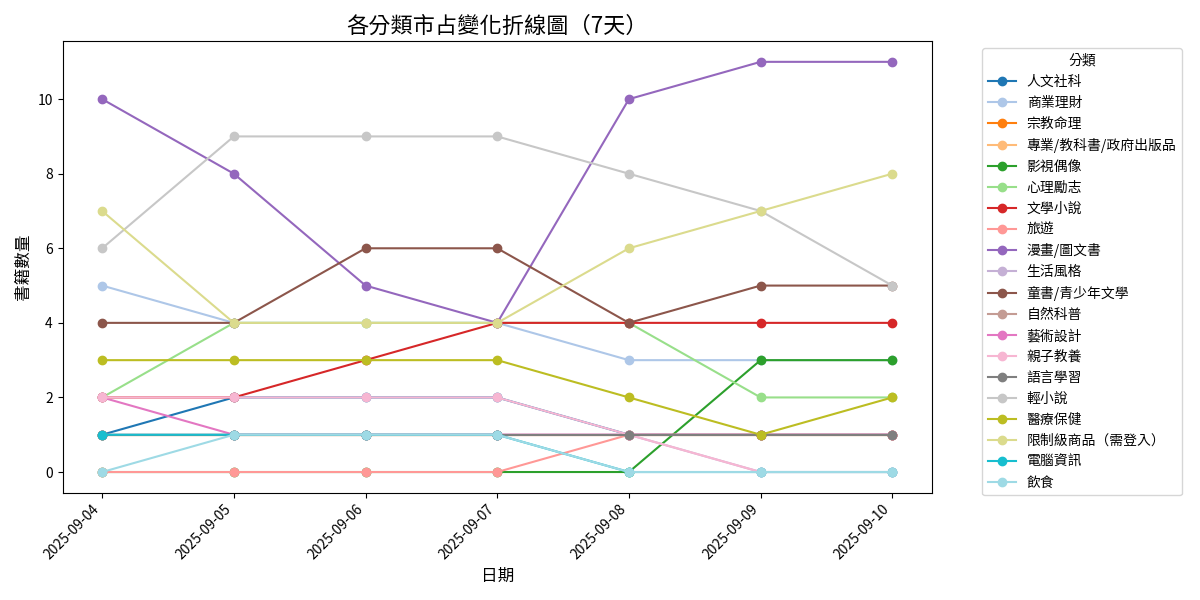 各分類市占變化折線圖（7天）
書籍數量
10
8
6
4
2
0
2025-09-04
2025-09-05
2025-09-06
2025-09-07
2025-09-08
2025-09-09
2025-09-10
日期
分類
人文社科
商業理財
宗教命理
專業/教科書/政府出版品
影視偶像
心理勵志
文學小說
旅遊
漫畫/圖文書
生活風格
童書/青少年文學
自然科普
藝術設計
親子教養
語言學習
輕小說
醫療保健
限制級商品（需登入）
電腦資訊
飲食